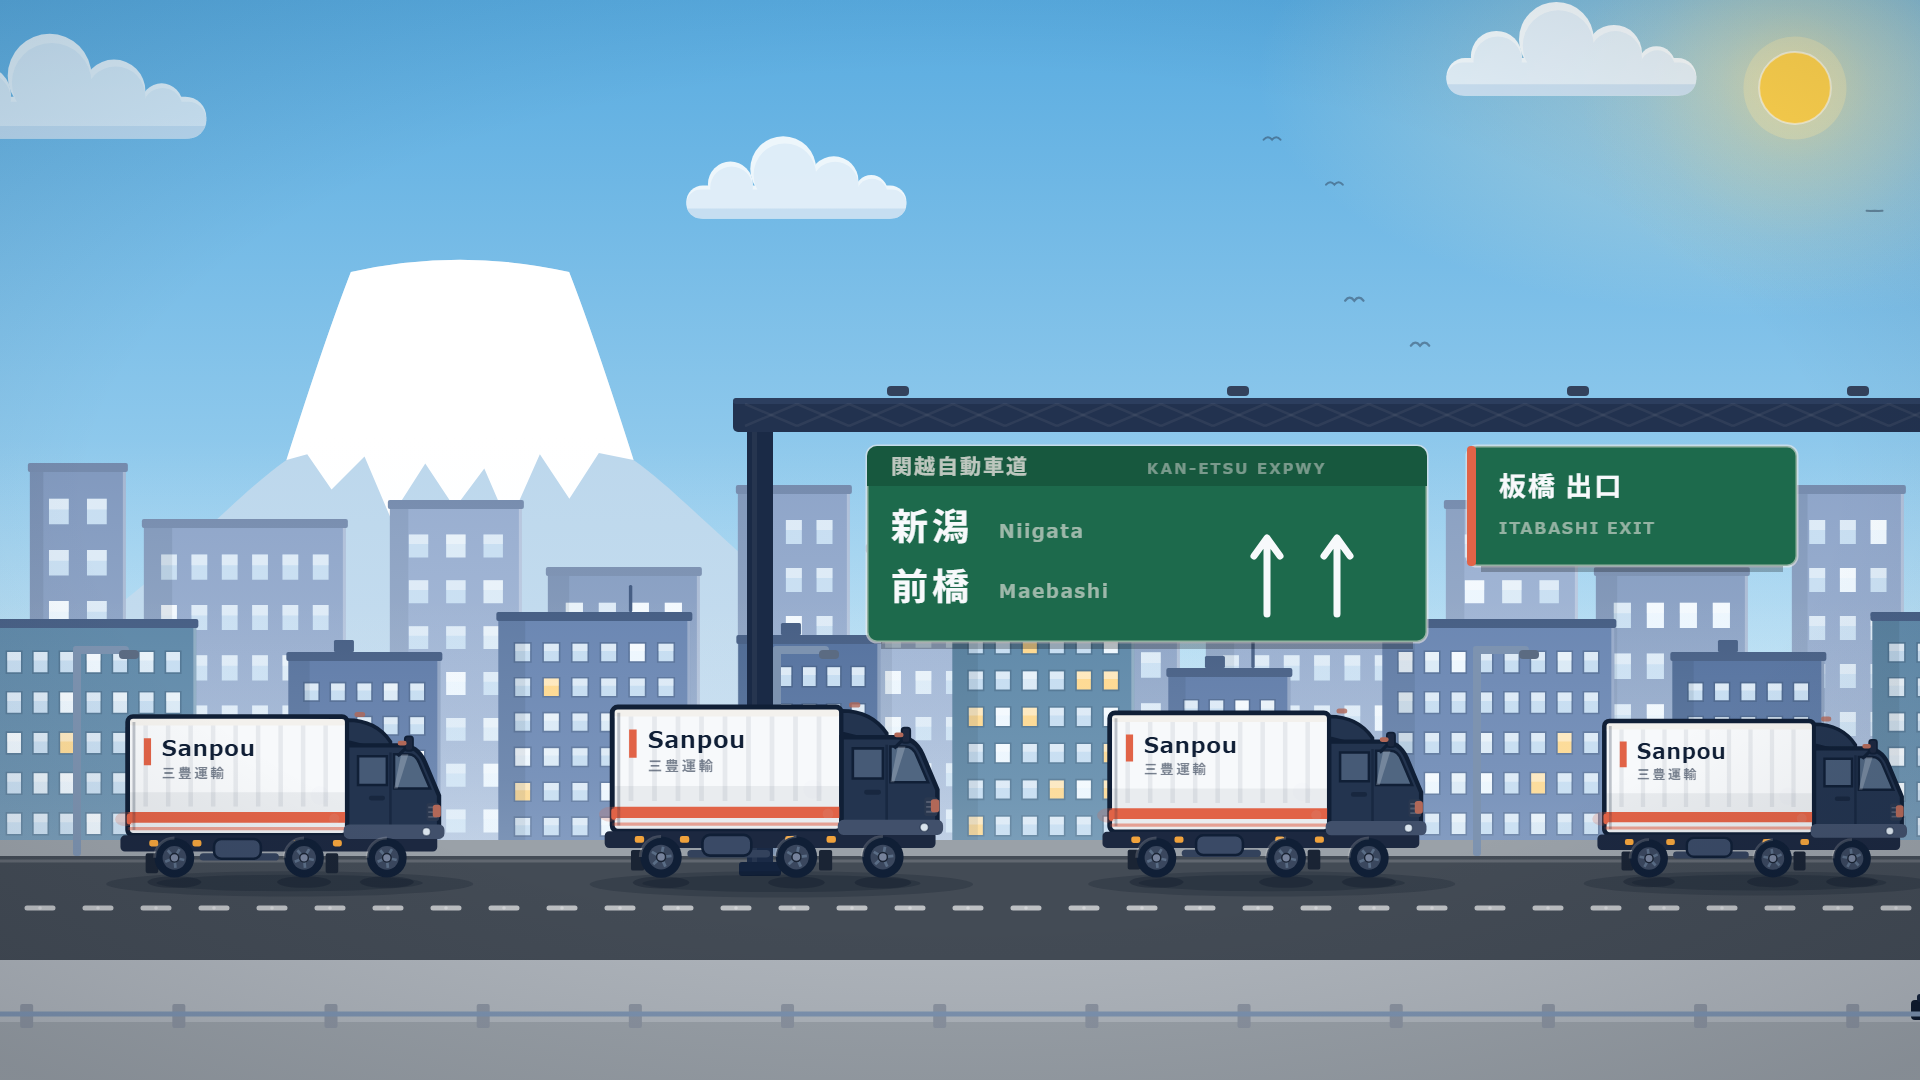 関越自動車道 KAN-ETSU EXPWY
新潟 Niigata
前橋 Maebashi
板橋 出口
ITABASHI EXIT
Sanpou
三豊運輸
Sanpou
三豊運輸
Sanpou
三豊運輸
Sanpou
三豊運輸